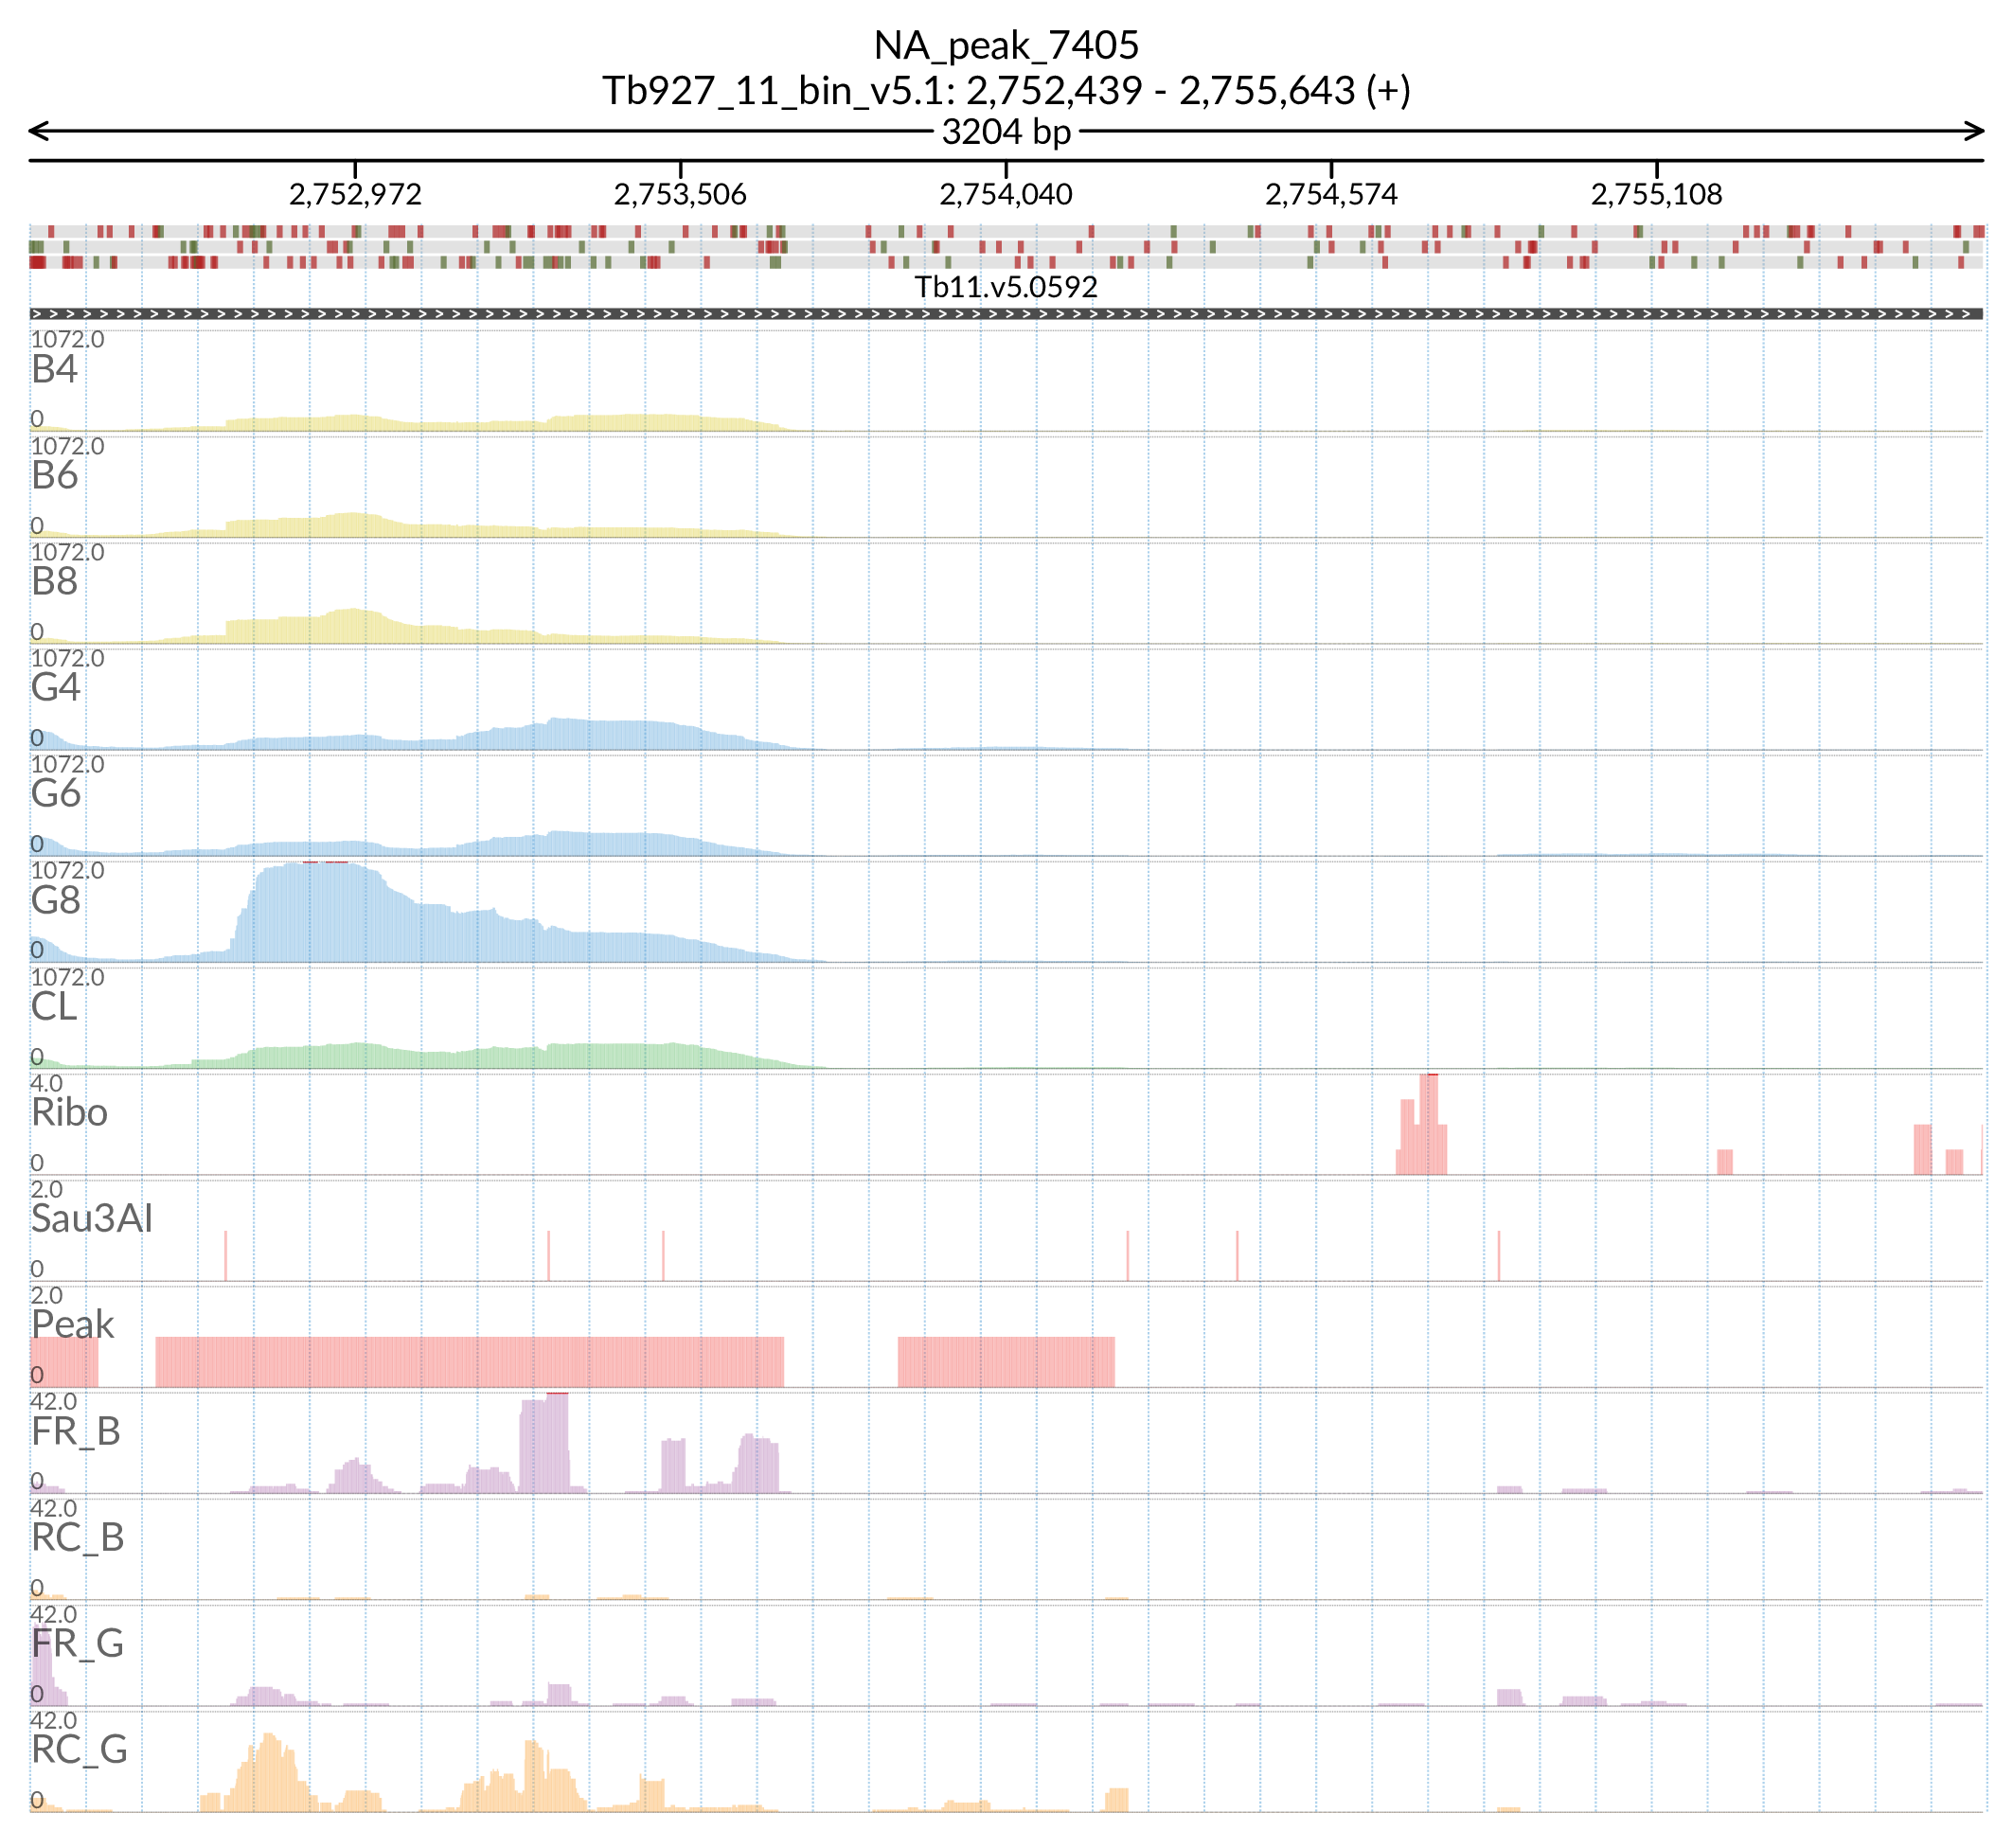 NA_peak_7405
Tb927_11_bin_v5.1: 2,752,439 - 2,755,643 (+)
3204 bp
2,752,972 2,753,506 2,754,040 2,754,574 2,755,108
Tb11.v5.0592
1072.0
B4
0
1072.0
B6
0
1072.0
B8
0
1072.0
G4
0
1072.0
G6
0
1072.0
G8
0
1072.0
CL
0
4.0
Ribo
0
2.0
Sau3AI
0
2.0
Peak
0
42.0
FR_B
0
42.0
RC_B
0
42.0
FR_G
0
42.0
RC_G
0